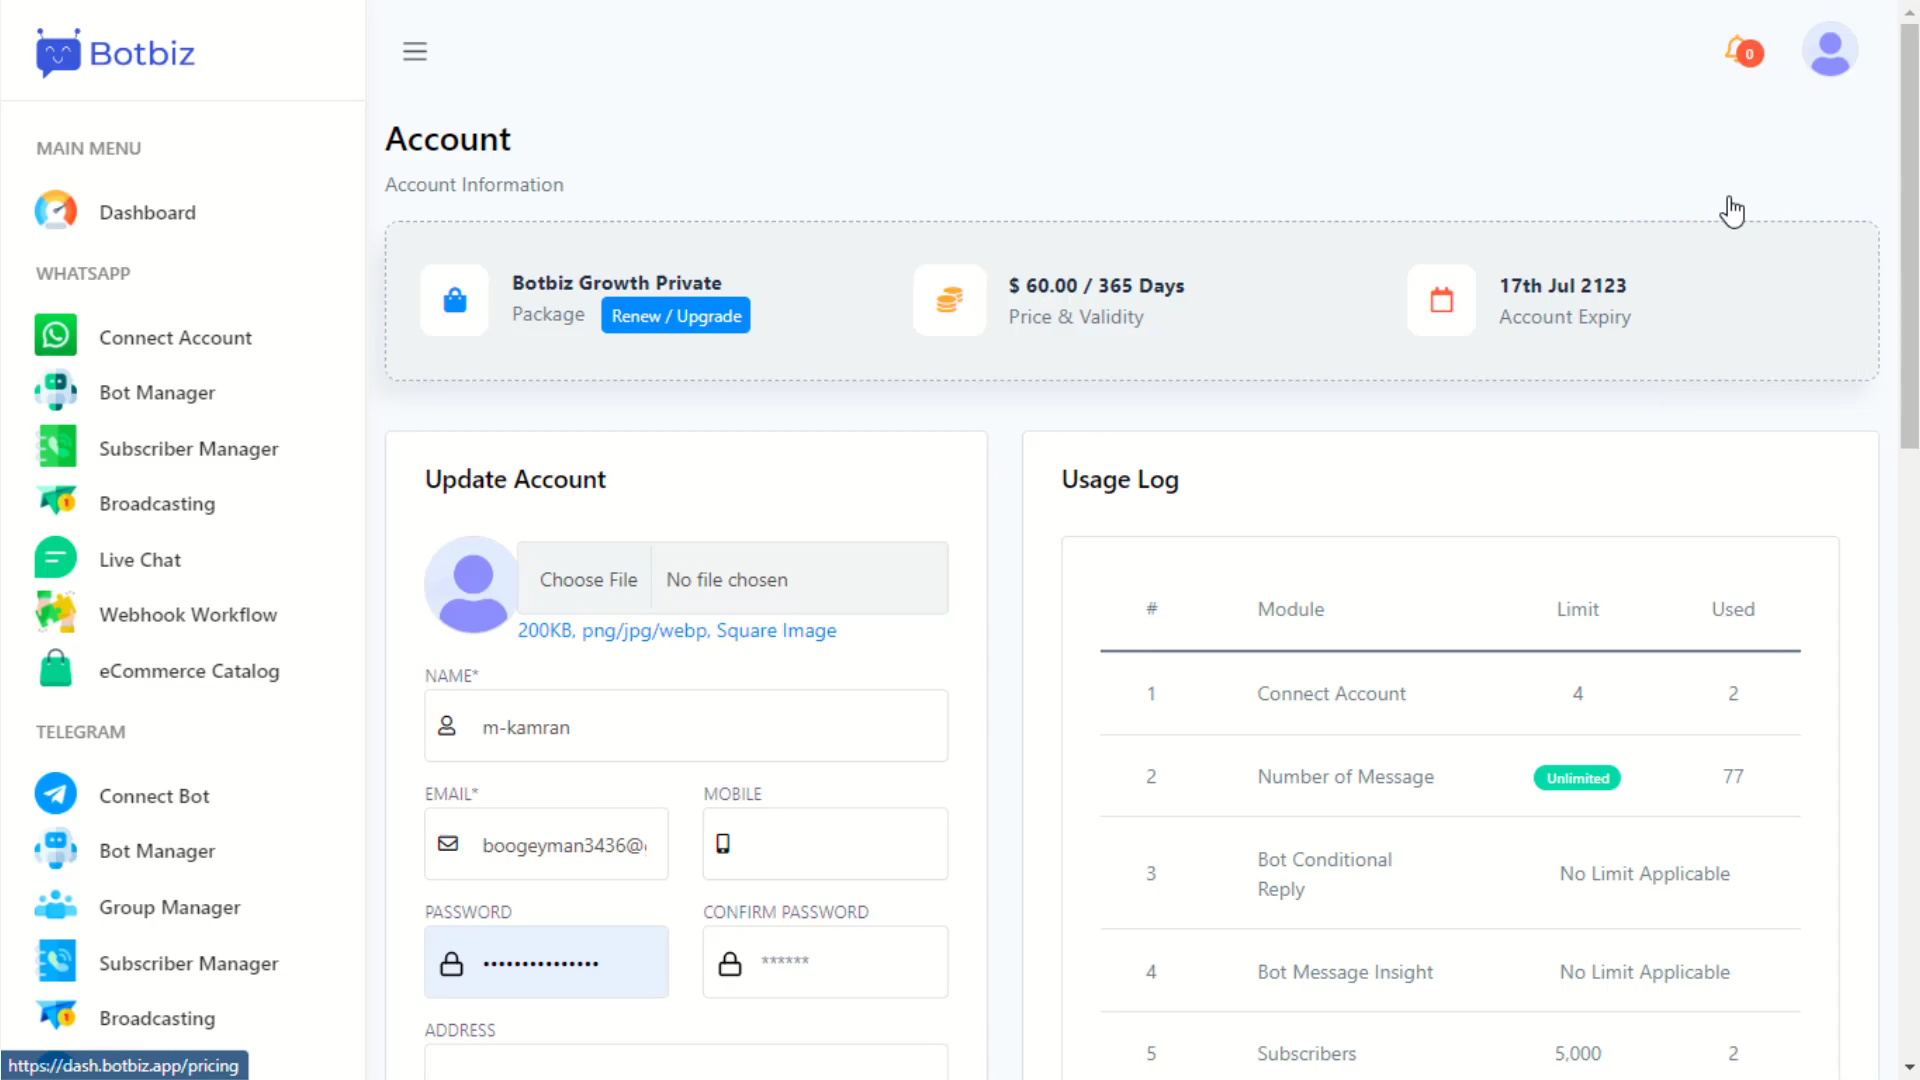 Botbiz
MAIN MENU
Dashboard
WHATSAPP
Connect Account
Bot Manager
Subscriber Manager
Broadcasting
Live Chat
Webhook Workflow
eCommerce Catalog
TELEGRAM
Connect Bot
Bot Manager
Group Manager
Subscriber Manager
Broadcasting
https://dash.botbiz.app/pricing
0
Account
Account Information
Botbiz Growth Private
Package Renew / Upgrade
$ 60.00 / 365 Days
Price & Validity
17th Jul 2123
Account Expiry
Update Account
Choose File No file chosen
200KB, png/jpg/webp, Square Image
NAME*
m-kamran
EMAIL* MOBILE
boogeyman3436@
PASSWORD CONFIRM PASSWORD
•••••••••••••••
******
ADDRESS
Usage Log
# Module Limit Used
1 Connect Account 4 2
2 Number of Message Unlimited 77
3 Bot Conditional Reply No Limit Applicable
4 Bot Message Insight No Limit Applicable
5 Subscribers 5,000 2